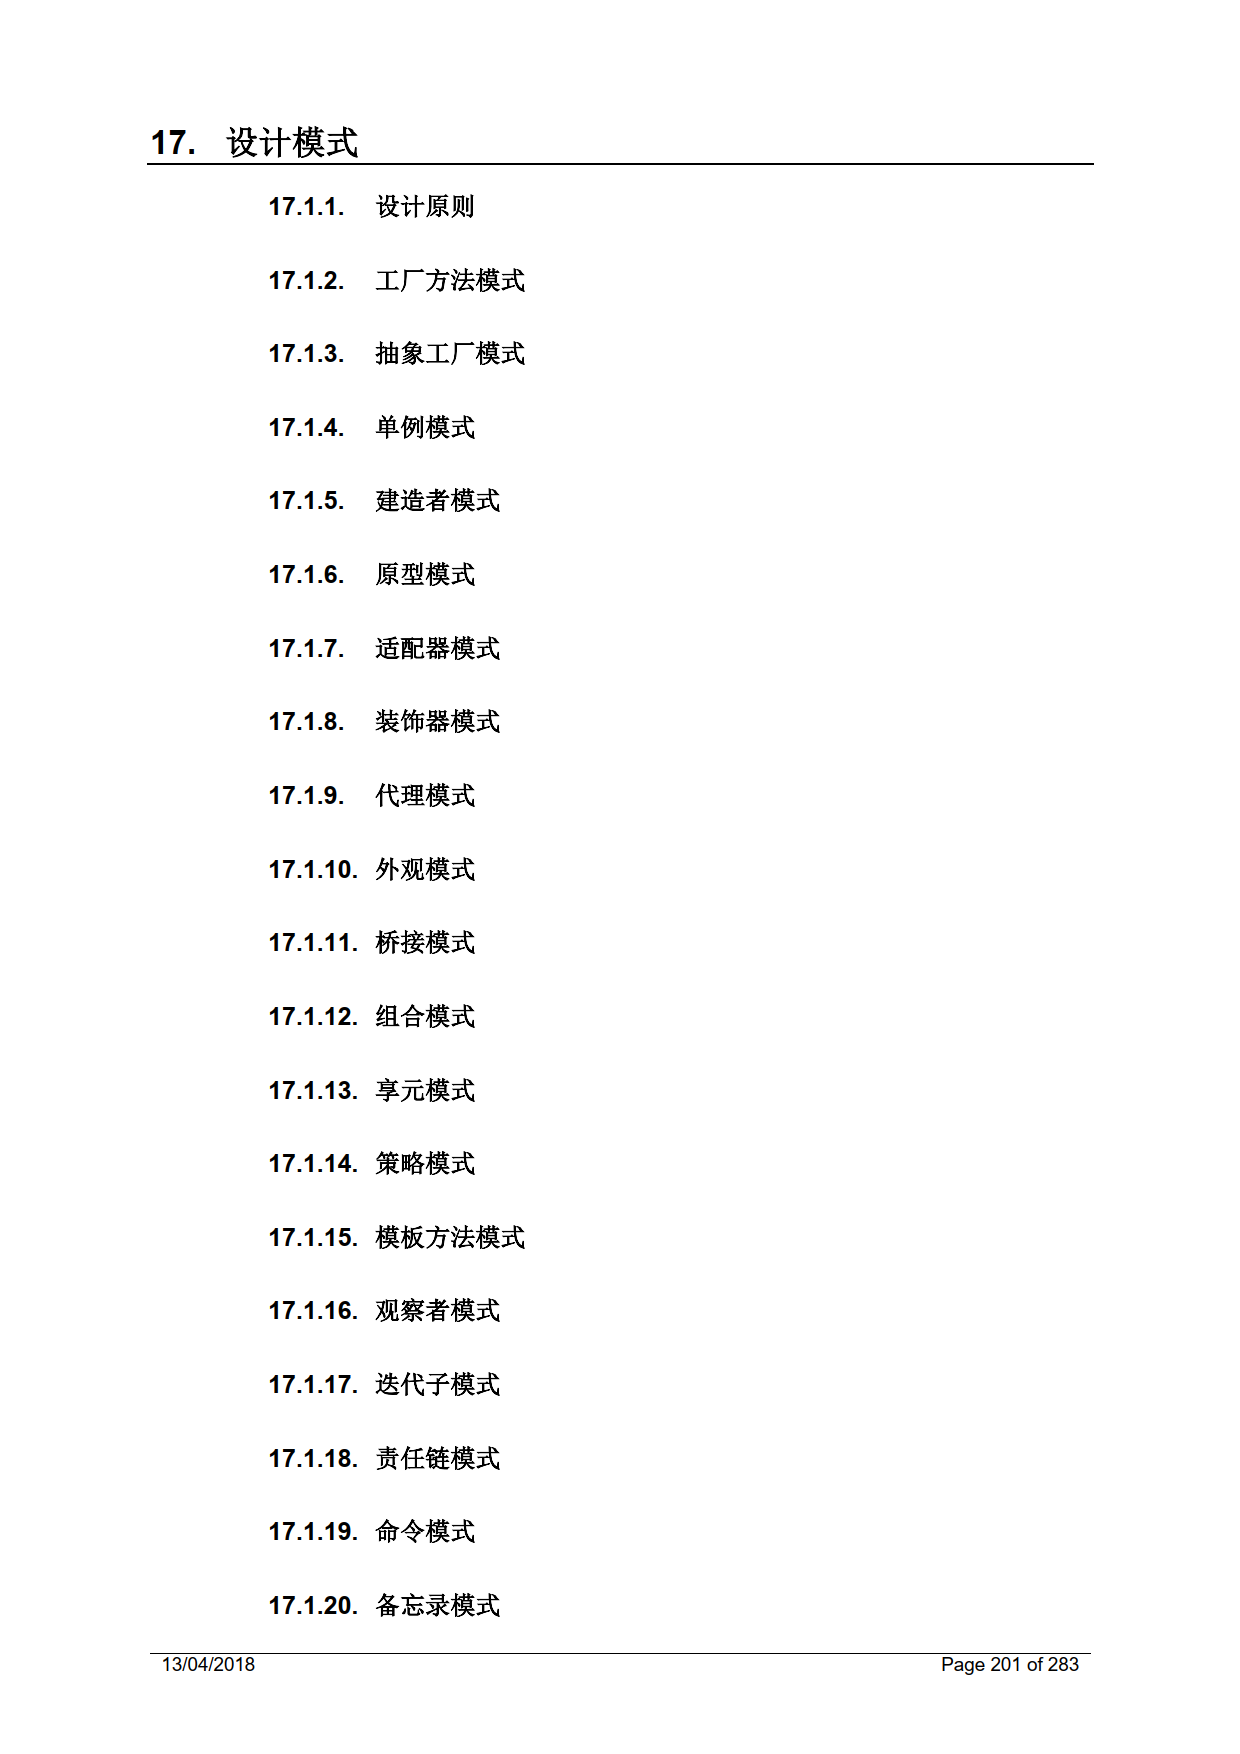 17. 设计模式
17.1.1. 设计原则
17.1.2. 工厂方法模式
17.1.3. 抽象工厂模式
17.1.4. 单例模式
17.1.5. 建造者模式
17.1.6. 原型模式
17.1.7. 适配器模式
17.1.8. 装饰器模式
17.1.9. 代理模式
17.1.10. 外观模式
17.1.11. 桥接模式
17.1.12. 组合模式
17.1.13. 享元模式
17.1.14. 策略模式
17.1.15. 模板方法模式
17.1.16. 观察者模式
17.1.17. 迭代子模式
17.1.18. 责任链模式
17.1.19. 命令模式
17.1.20. 备忘录模式
13/04/2018 Page 201 of 283